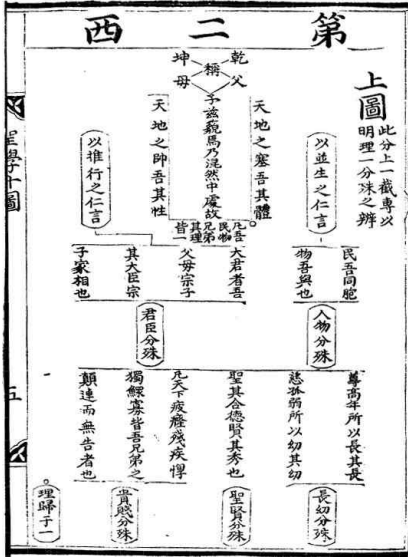 第二西
上圖
此分上一截專以
明理一分殊之辨
乾父
稱
坤母
予茲藐焉乃混然中處故
天地之塞吾其體
天地之帥吾其性
凡吾
民物
兄弟
其理
皆一
以並生之仁言
以推行之仁言
民吾同胞
物吾與也
大君者吾
父母宗子
其大臣宗
子家相也
人物分殊
君臣分殊
尊高年所以長其長
慈孤弱所以幼其幼
聖其合德賢其秀也
凡天下疲癃殘疾惸
獨鰥寡皆吾兄弟之
顛連而無告者也
長幼分殊
聖賢分殊
貴賤分殊
理歸于一
聖學十圖
五